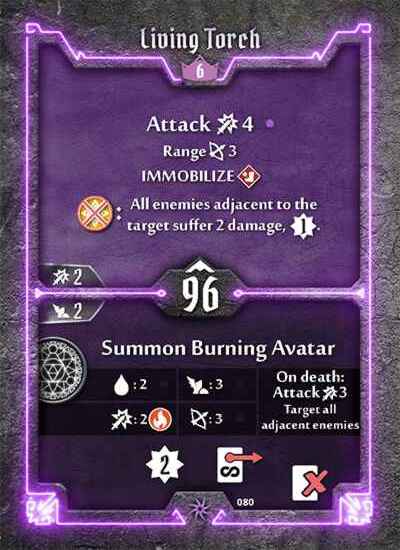 Living Torch
6
Attack 4
Range 3
IMMOBILIZE
: All enemies adjacent to the
target suffer 2 damage, 1.
2
96
2
Summon Burning Avatar
: 2 : 3 On death:
Attack 3
: 2 : 3 Target all
adjacent enemies
2
080